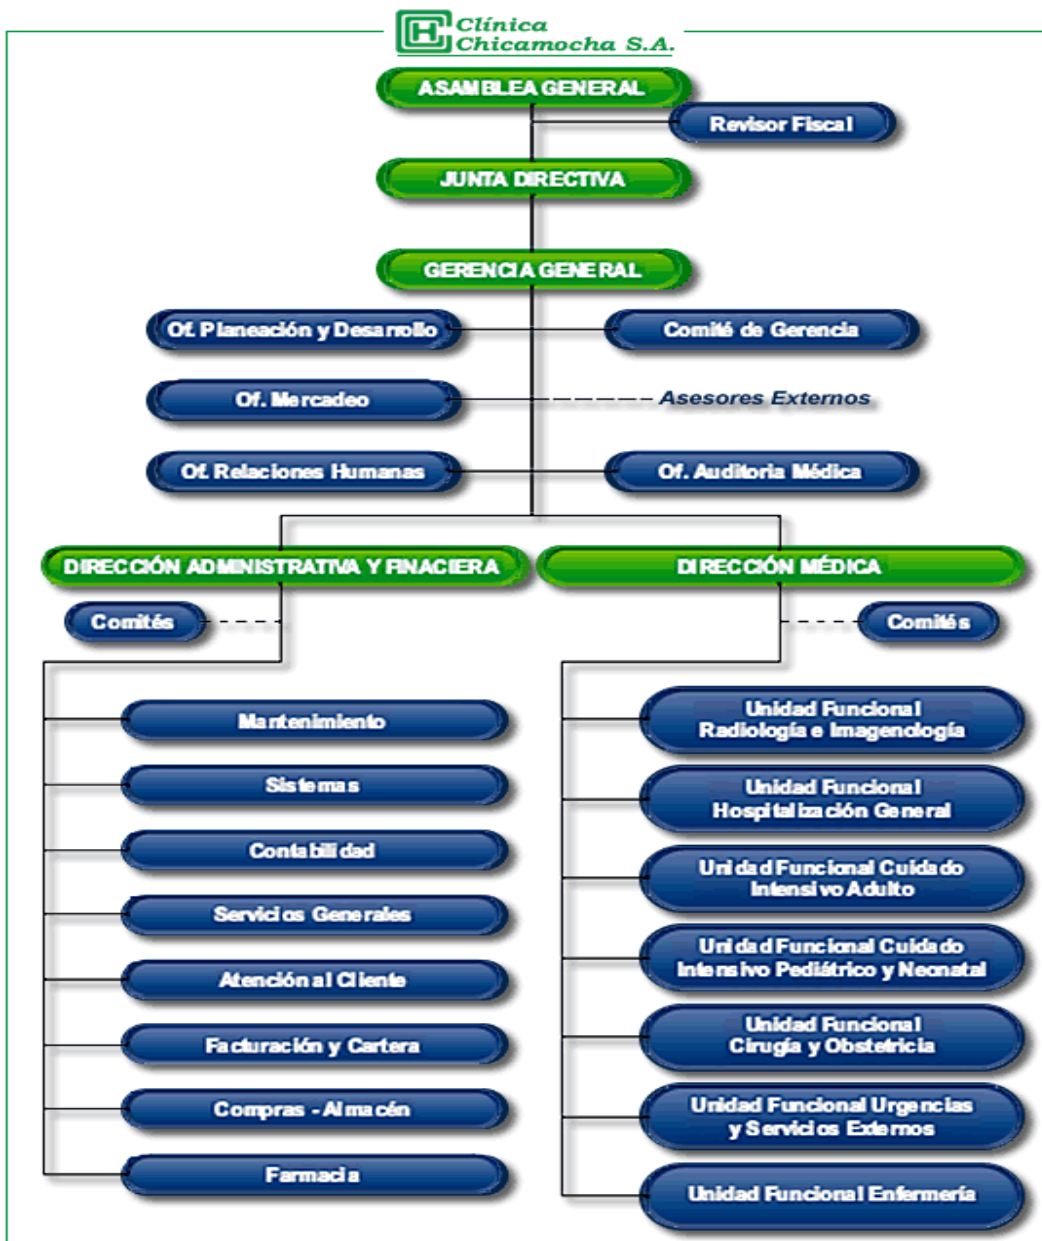 CH
Clínica
Chicamocha S.A.
ASAMBLEA GENERAL
Revisor Fiscal
JUNTA DIRECTIVA
GERENCIA GENERAL
Of. Planeación y Desarrollo
Comité de Gerencia
Of. Mercadeo
Asesores Externos
Of. Relaciones Humanas
Of. Auditoria Médica
DIRECCIÓN ADMINISTRATIVA Y FINACIERA
DIRECCIÓN MÉDICA
Comités
Comités
Mantenimiento
Sistemas
Contabilidad
Servicios Generales
Atención al Cliente
Facturación y Cartera
Compras - Almacén
Farmacia
Unidad Funcional
Radiología e Imagenología
Unidad Funcional
Hospitalización General
Unidad Funcional Cuidado
Intensivo Adulto
Unidad Funcional Cuidado
Intensivo Pediátrico y Neonatal
Unidad Funcional
Cirugía y Obstetricia
Unidad Funcional Urgencias
y Servicios Externos
Unidad Funcional Enfermería